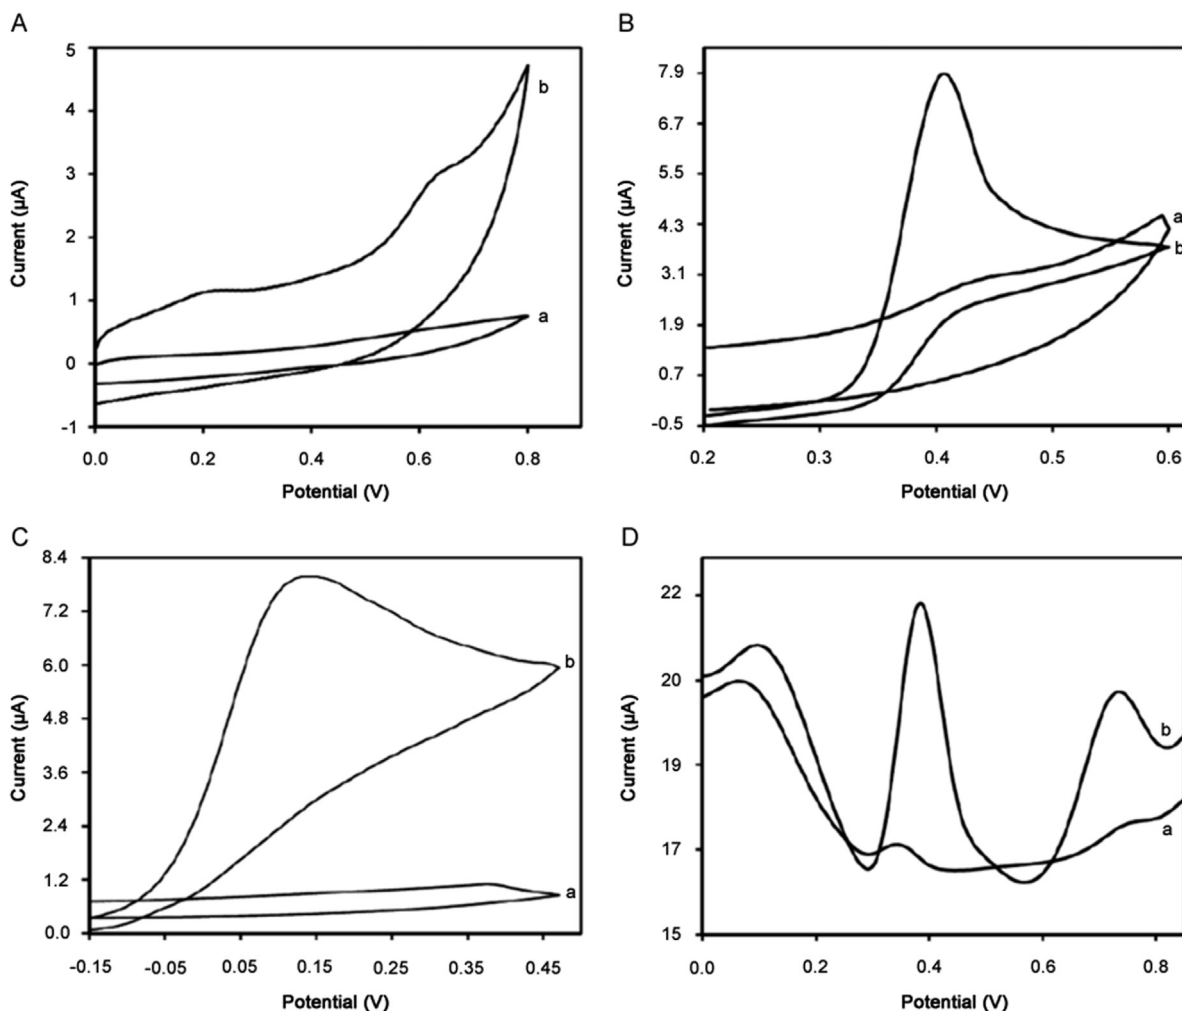 A
Current (µA)
5
4
3
2
1
0
-1
b
a
0.0 0.2 0.4 0.6 0.8
Potential (V)
B
Current (µA)
7.9
6.7
5.5
4.3
3.1
1.9
0.7
-0.5
a
b
0.2 0.3 0.4 0.5 0.6
Potential (V)
C
Current (µA)
8.4
7.2
6.0
4.8
3.6
2.4
1.2
0.0
b
a
-0.15 -0.05 0.05 0.15 0.25 0.35 0.45
Potential (V)
D
Current (µA)
22
20
19
17
15
b
a
0.0 0.2 0.4 0.6 0.8
Potential (V)